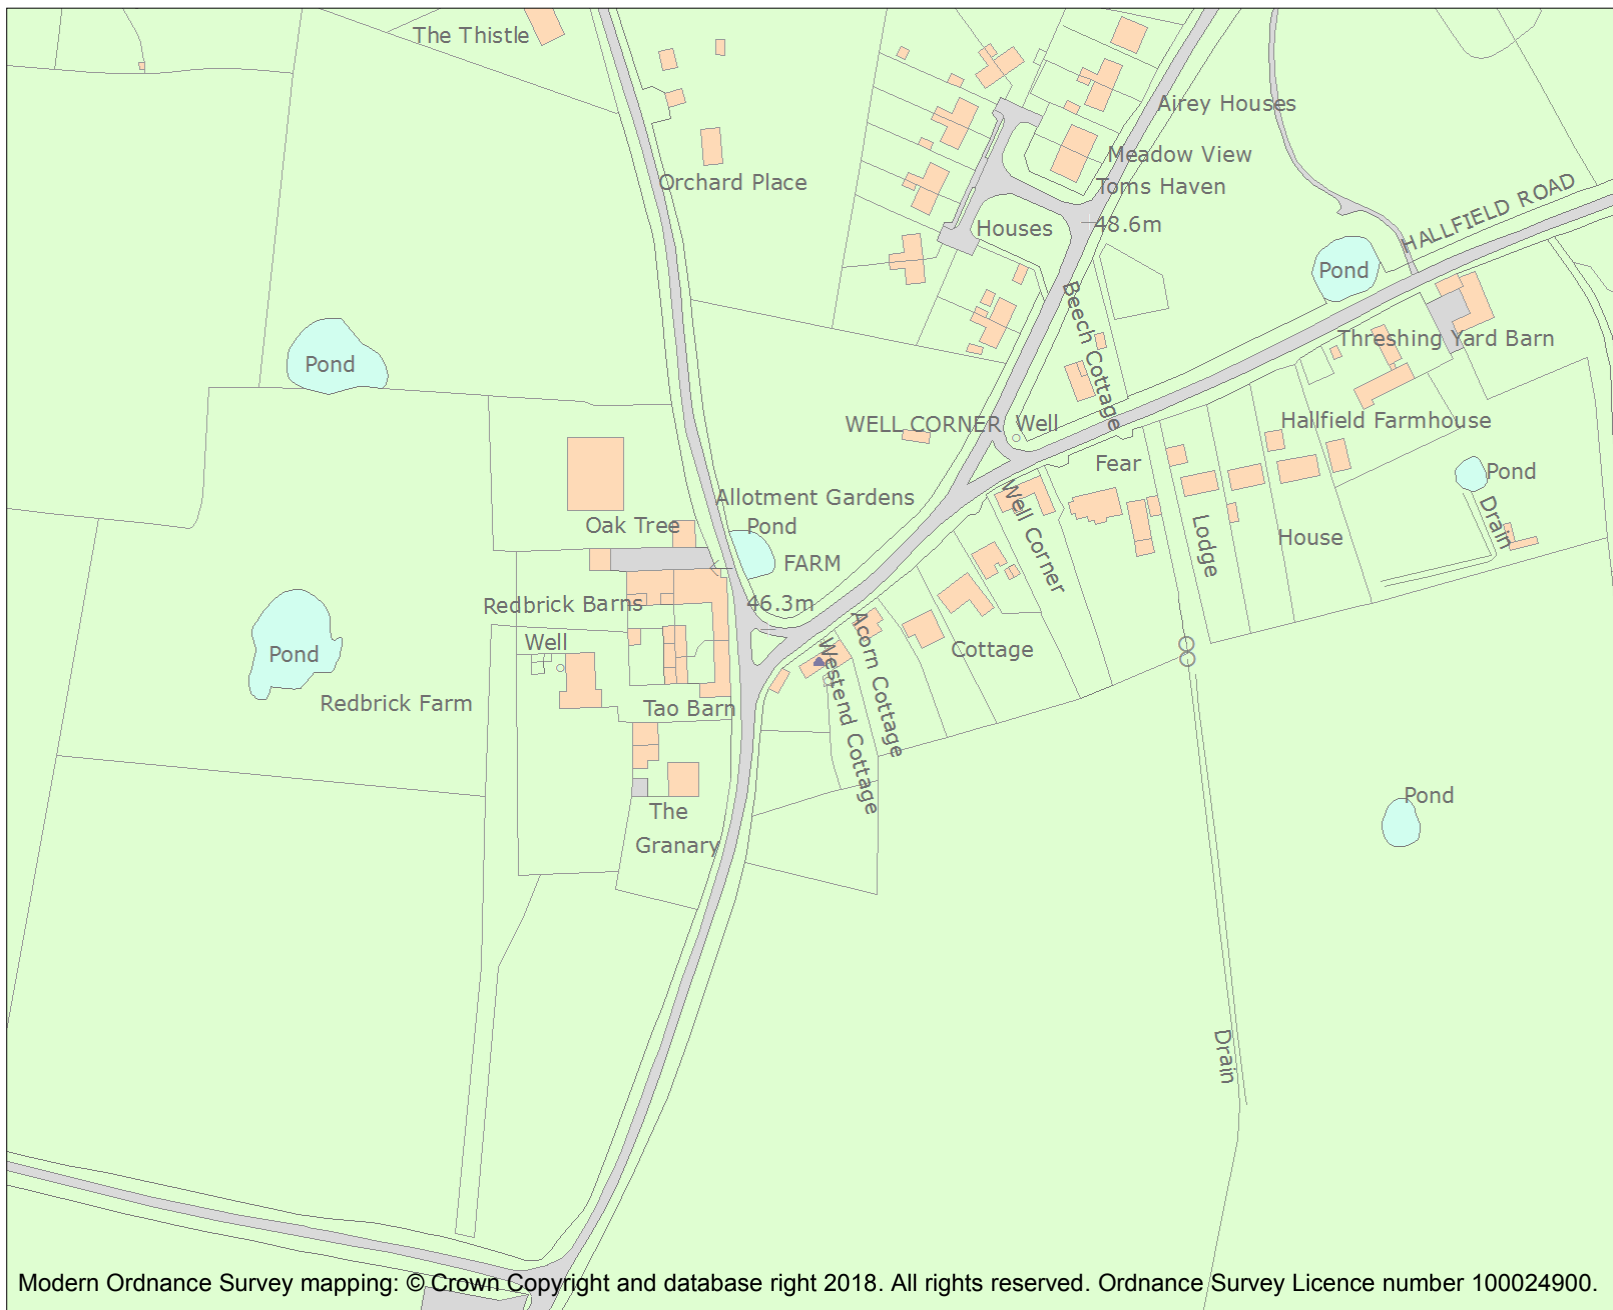 The Thistle
Airey Houses
Meadow View
Orchard Place
Toms Haven
HALLFIELD ROAD
48.6m
Houses
Pond
Beech Cottage
Threshing Yard Barn
Pond
WELL CORNER
Well
Hallfield Farmhouse
Fear
Pond
Allotment Gardens
Oak Tree
Pond
Well Corner
Lodge
House
Drain
FARM
Redbrick Barns
46.3m
Well
Acorn Cottage
Cottage
Pond
Westend Cottage
Redbrick Farm
Tao Barn
The
Granary
Pond
Drain
Modern Ordnance Survey mapping: © Crown Copyright and database right 2018. All rights reserved. Ordnance Survey Licence number 100024900.